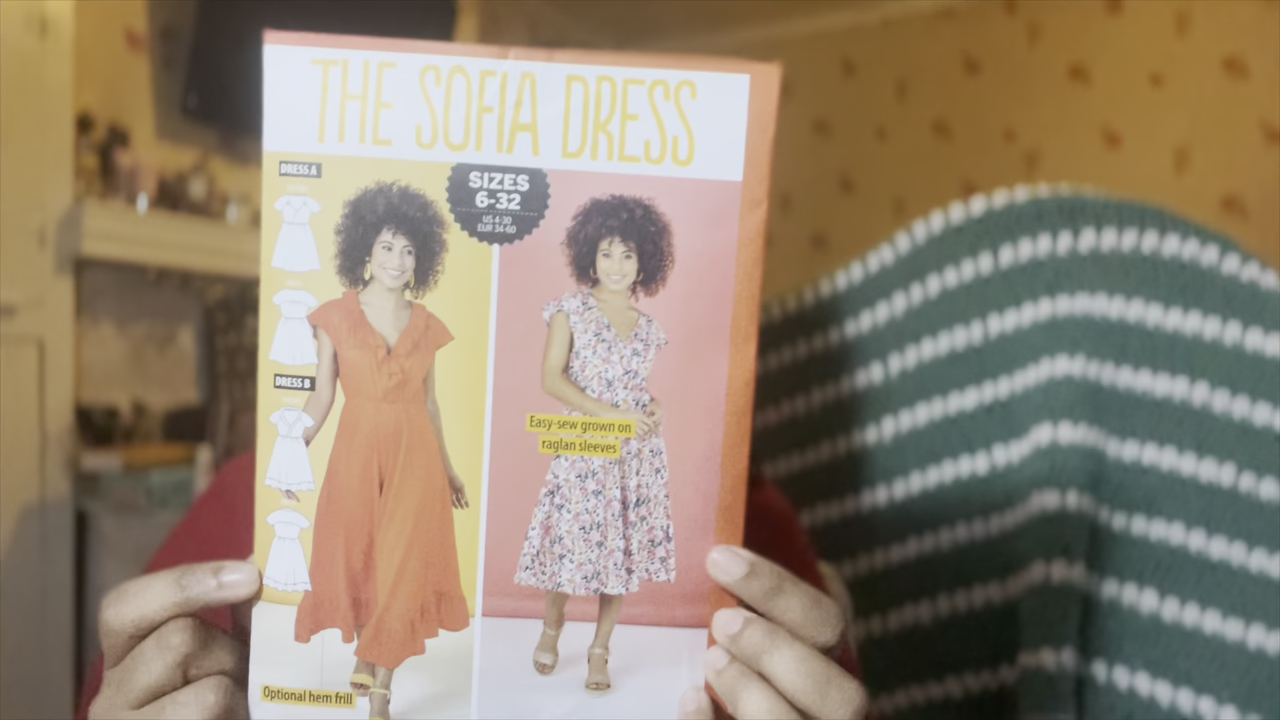 THE SOFIA DRESS
DRESS A
SIZES
6-32
US 4-30
EUR 34-60
DRESS B
Easy-sew grown on
raglan sleeves
Optional hem frill